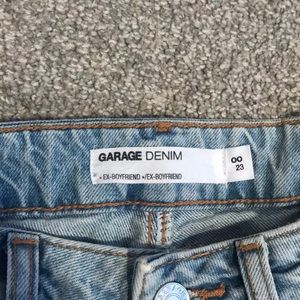 GARAGE DENIM
00
23
• EX-BOYFRIEND •/EX-BOYFRIEND